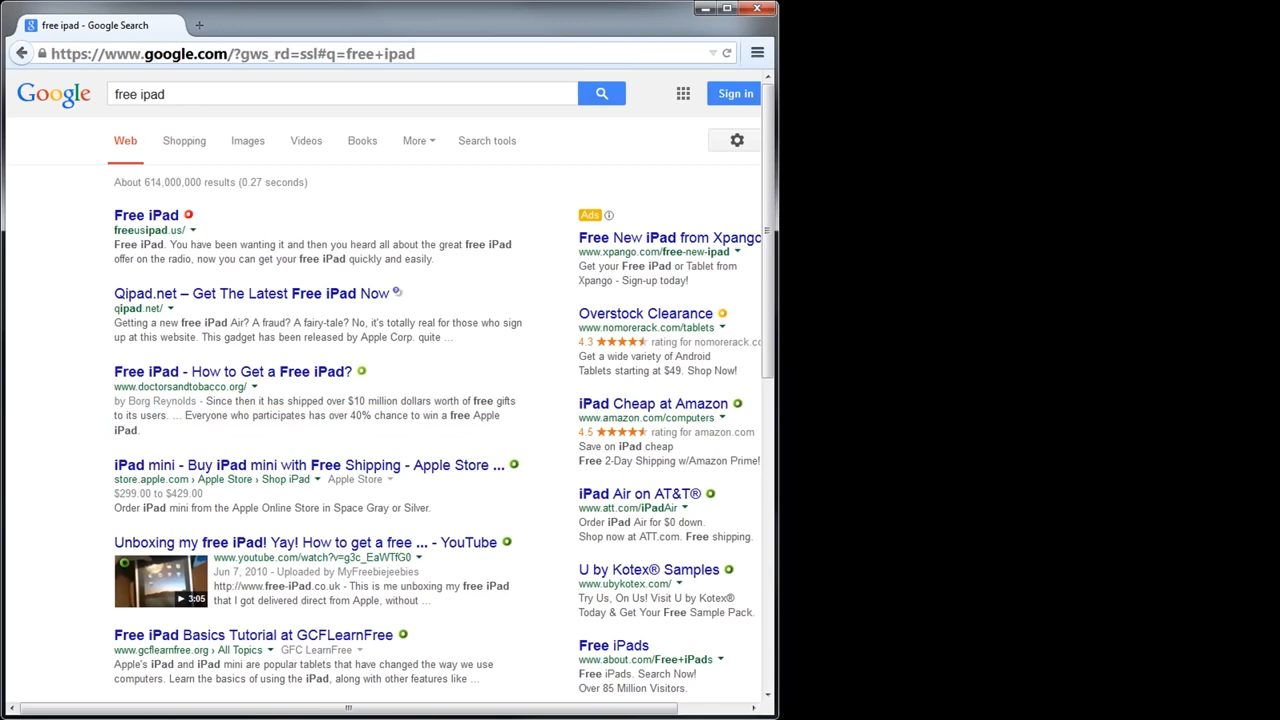 free ipad - Google Search
https://www.google.com/?gws_rd=ssl#q=free+ipad
Google
free ipad
Sign in
Web Shopping Images Videos Books More Search tools
About 614,000,000 results (0.27 seconds)
Free iPad
freeusipad.us/
Free iPad. You have been wanting it and then you heard all about the great free iPad
offer on the radio, now you can get your free iPad quickly and easily.
Qipad.net – Get The Latest Free iPad Now
qipad.net/
Getting a new free iPad Air? A fraud? A fairy-tale? No, it's totally real for those who sign
up at this website. This gadget has been released by Apple Corp. quite ...
Free iPad - How to Get a Free iPad?
www.doctorsandtobacco.org/
by Borg Reynolds - Since then it has shipped over $10 million dollars worth of free gifts
to its users. ... Everyone who participates has over 40% chance to win a free Apple
iPad.
iPad mini - Buy iPad mini with Free Shipping - Apple Store ...
store.apple.com › Apple Store › Shop iPad Apple Store
$299.00 to $429.00
Order iPad mini from the Apple Online Store in Space Gray or Silver.
Unboxing my free iPad! Yay! How to get a free ... - YouTube
www.youtube.com/watch?v=g3c_EaWTfG0
Jun 7, 2010 - Uploaded by MyFreebiejeebies
http://www.free-iPad.co.uk - This is me unboxing my free iPad
that I got delivered direct from Apple, without ...
3:05
Free iPad Basics Tutorial at GCFLearnFree
www.gcflearnfree.org › All Topics GFC LearnFree
Apple's iPad and iPad mini are popular tablets that have changed the way we use
computers. Learn the basics of using the iPad, along with other features like ...
Ads
Free New iPad from Xpango
www.xpango.com/free-new-ipad
Get your Free iPad or Tablet from
Xpango - Sign-up today!
Overstock Clearance
www.nomorerack.com/tablets
4.3 rating for nomorerack.cc
Get a wide variety of Android
Tablets starting at $49. Shop Now!
iPad Cheap at Amazon
www.amazon.com/computers
4.5 rating for amazon.com
Save on iPad cheap
Free 2-Day Shipping w/Amazon Prime!
iPad Air on AT&T®
www.att.com/iPadAir
Order iPad Air for $0 down.
Shop now at ATT.com. Free shipping.
U by Kotex® Samples
www.ubykotex.com/
Try Us, On Us! Visit U by Kotex®
Today & Get Your Free Sample Pack.
Free iPads
www.about.com/Free+iPads
Free iPads. Search Now!
Over 85 Million Visitors.